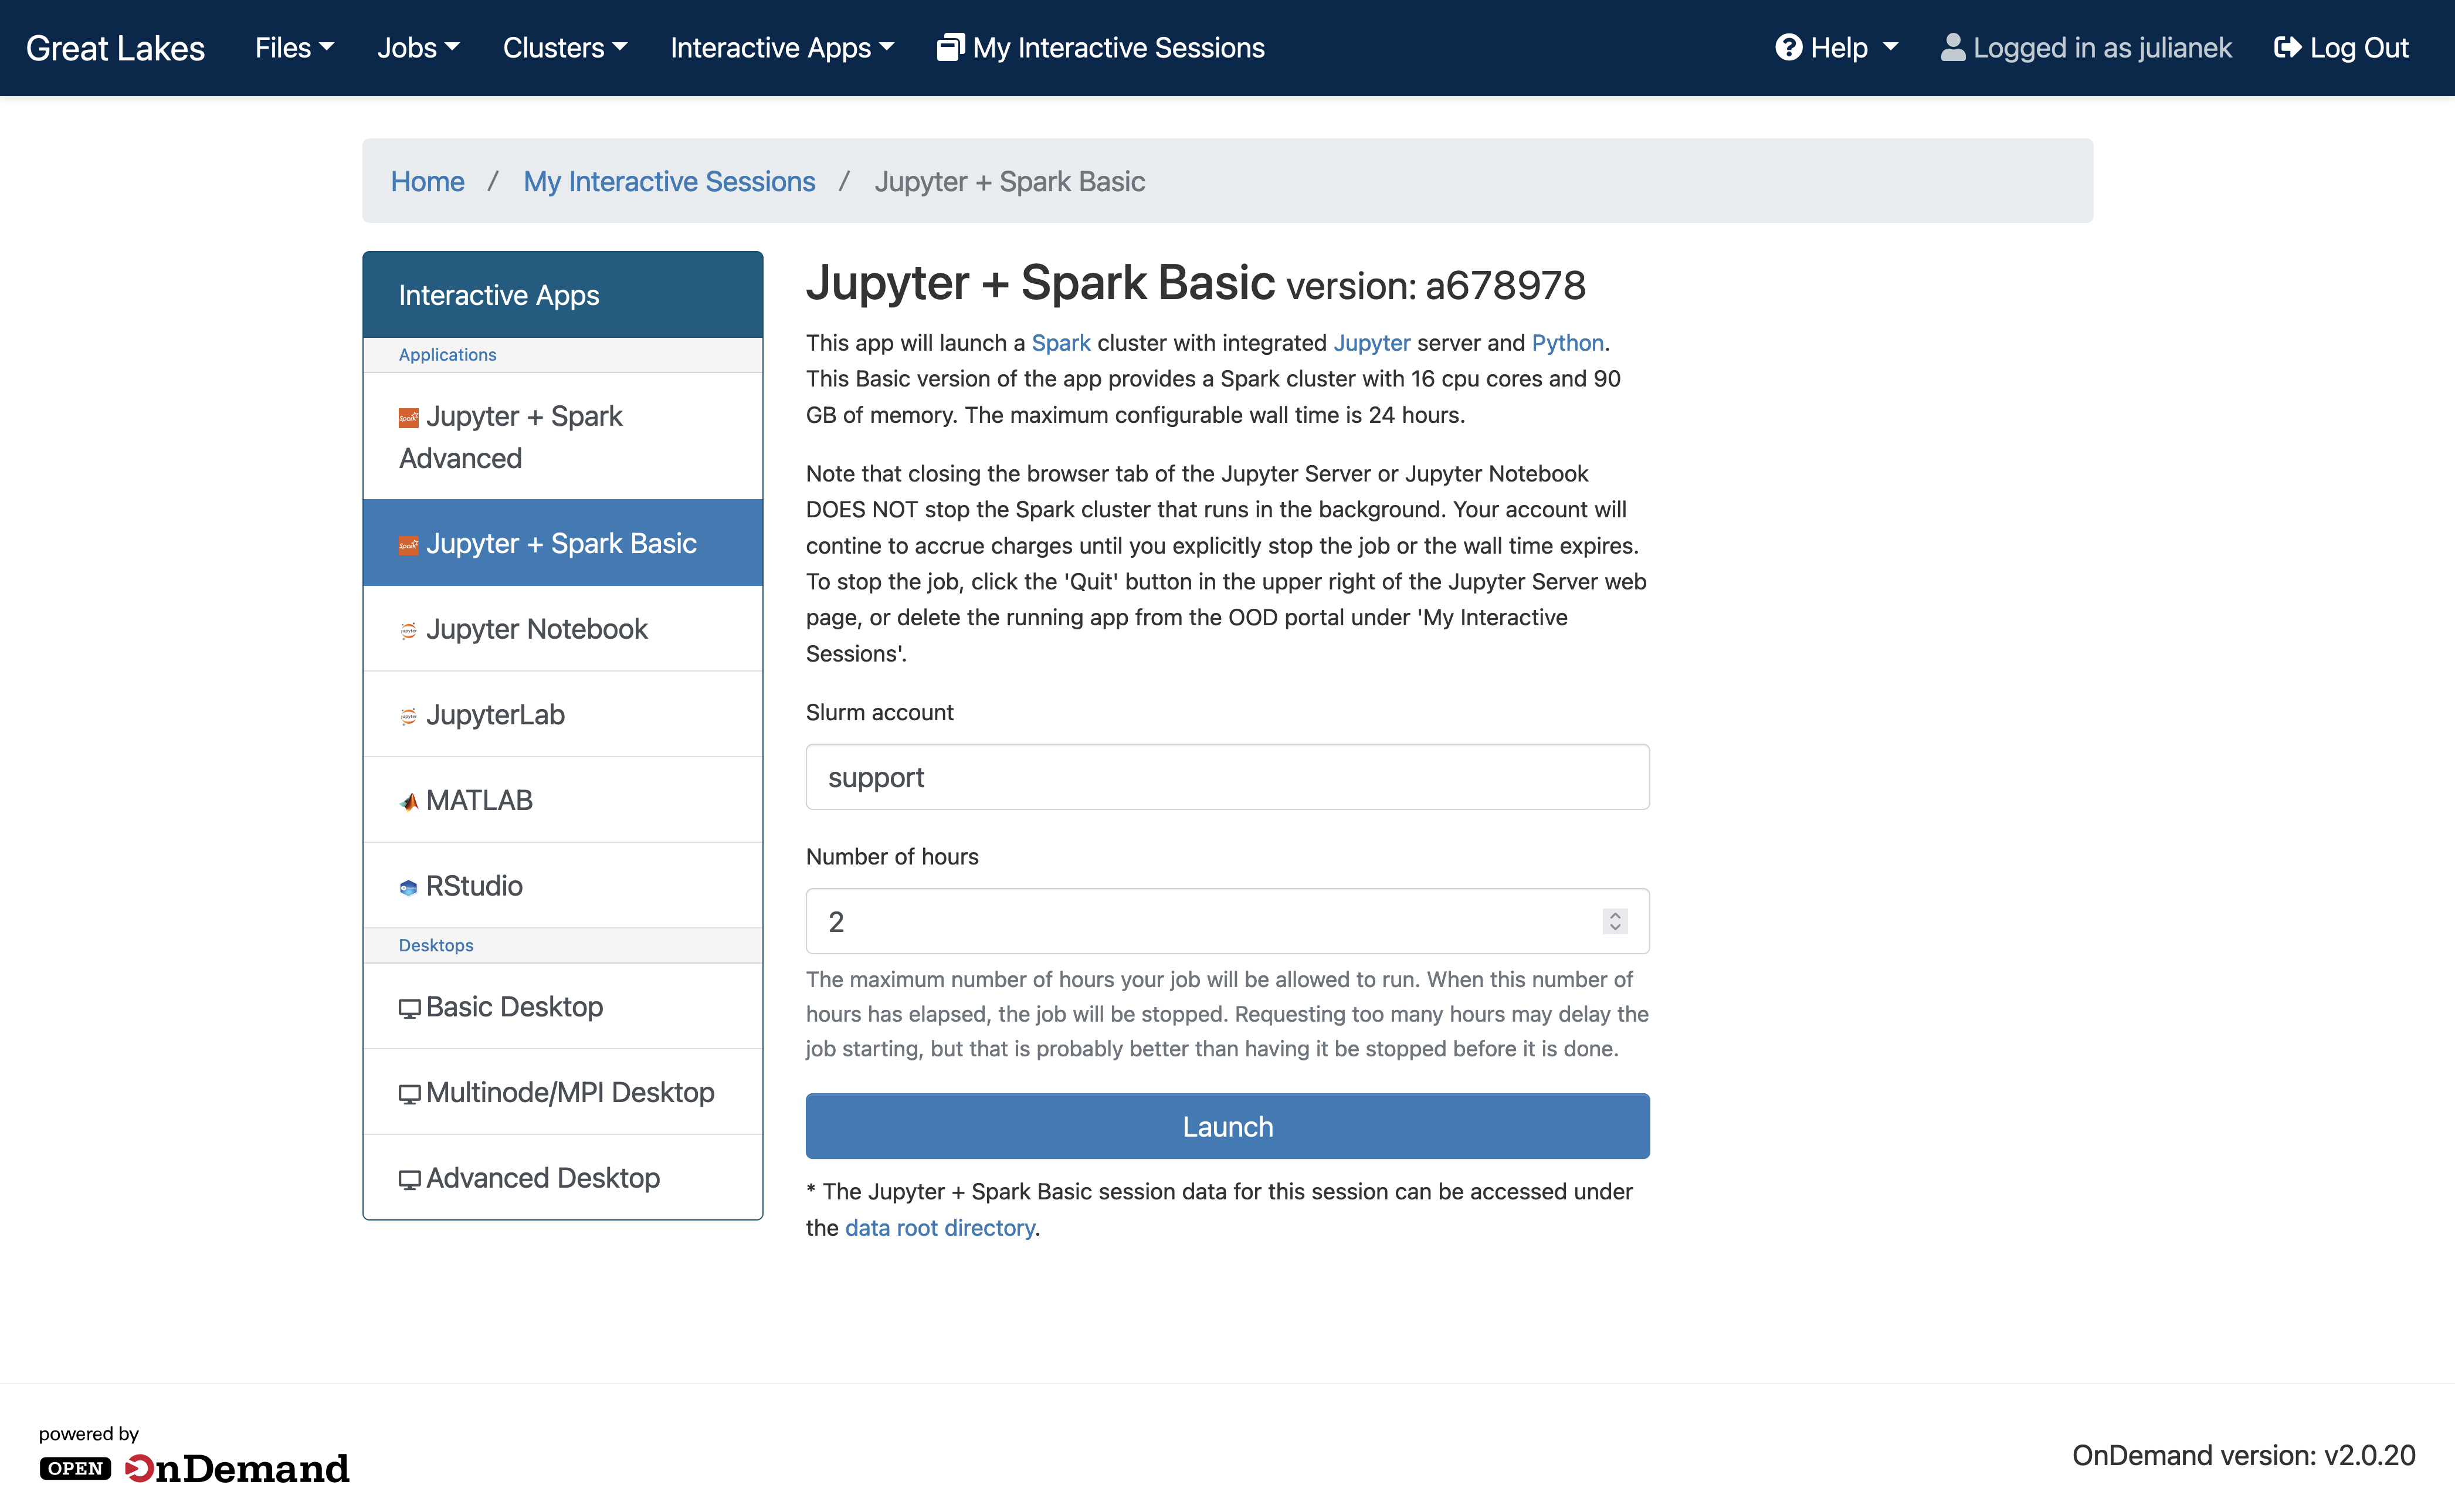 Great Lakes Files Jobs Clusters Interactive Apps My Interactive Sessions Help Logged in as julianek Log Out
Home / My Interactive Sessions / Jupyter + Spark Basic
Interactive Apps
Applications
Jupyter + Spark
Advanced
Jupyter + Spark Basic
Jupyter Notebook
JupyterLab
MATLAB
RStudio
Desktops
Basic Desktop
Multinode/MPI Desktop
Advanced Desktop
Jupyter + Spark Basic version: a678978
This app will launch a Spark cluster with integrated Jupyter server and Python.
This Basic version of the app provides a Spark cluster with 16 cpu cores and 90
GB of memory. The maximum configurable wall time is 24 hours.
Note that closing the browser tab of the Jupyter Server or Jupyter Notebook
DOES NOT stop the Spark cluster that runs in the background. Your account will
contine to accrue charges until you explicitly stop the job or the wall time expires.
To stop the job, click the 'Quit' button in the upper right of the Jupyter Server web
page, or delete the running app from the OOD portal under 'My Interactive
Sessions'.
Slurm account
support
Number of hours
2
The maximum number of hours your job will be allowed to run. When this number of
hours has elapsed, the job will be stopped. Requesting too many hours may delay the
job starting, but that is probably better than having it be stopped before it is done.
Launch
* The Jupyter + Spark Basic session data for this session can be accessed under
the data root directory.
powered by
OPEN OnDemand
OnDemand version: v2.0.20